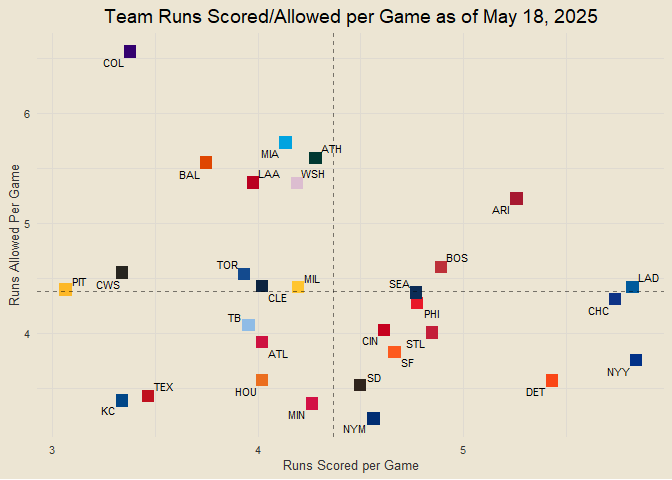 Team Runs Scored/Allowed per Game as of May 18, 2025
COL
6
MIA
ATH
BAL
LAA
WSH
Runs Allowed Per Game
5
ARI
BOS
TOR
PIT
CWS
CLE
MIL
SEA
LAD
CHC
PHI
4
TB
CIN
STL
ATL
SF
NYY
HOU
SD
DET
TEX
KC
MIN
NYM
3
4
5
Runs Scored per Game